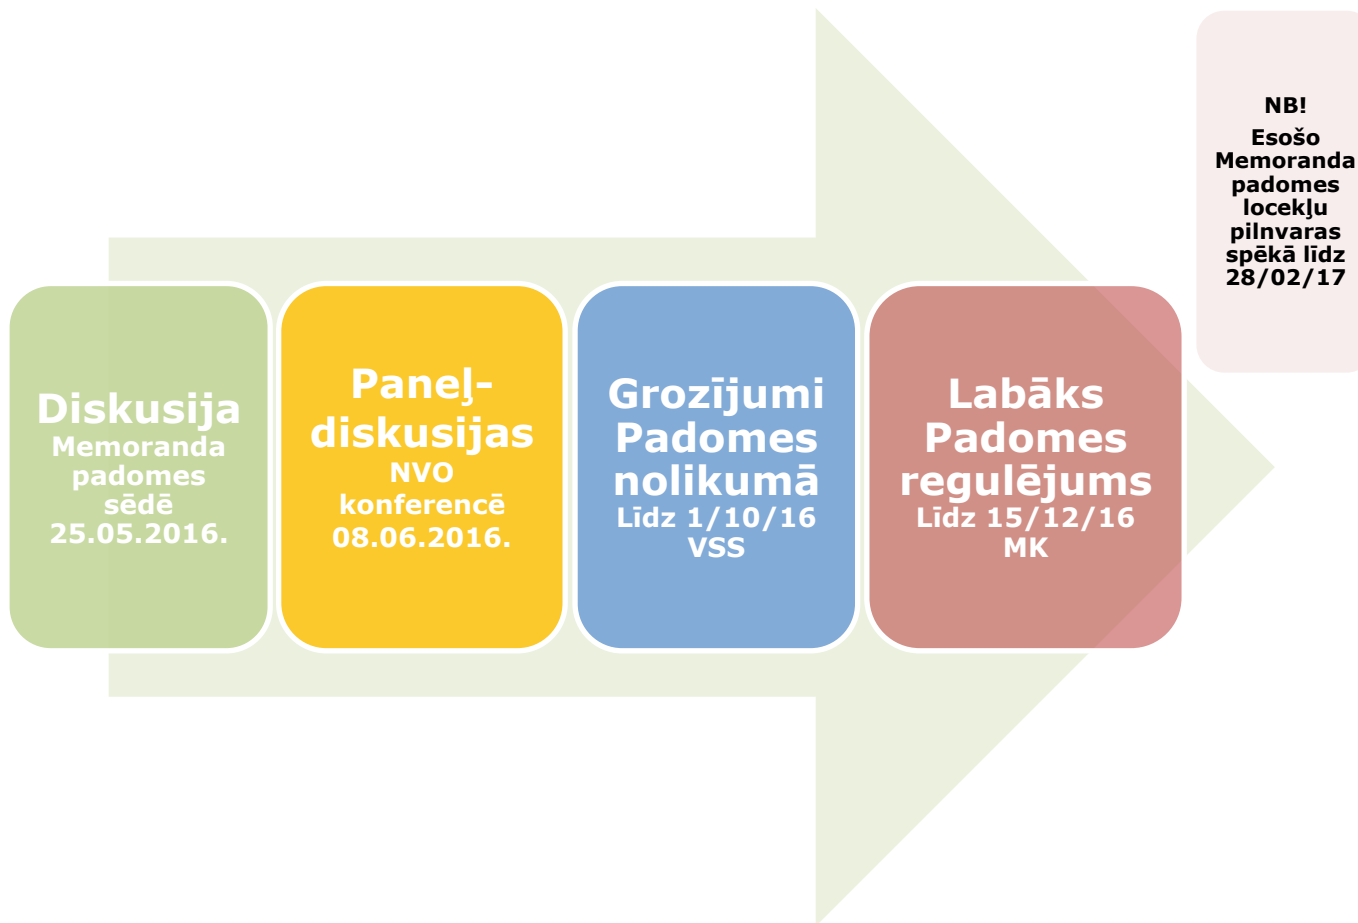 Diskusija
Memoranda
padomes
sēdē
25.05.2016.
Paneļ-
diskusijas
NVO
konferencē
08.06.2016.
Grozījumi
Padomes
nolikumā
Līdz 1/10/16
VSS
Labāks
Padomes
regulējums
Līdz 15/12/16
MK
NB!
Esošo
Memoranda
padomes
locekļu
pilnvaras
spēkā līdz
28/02/17